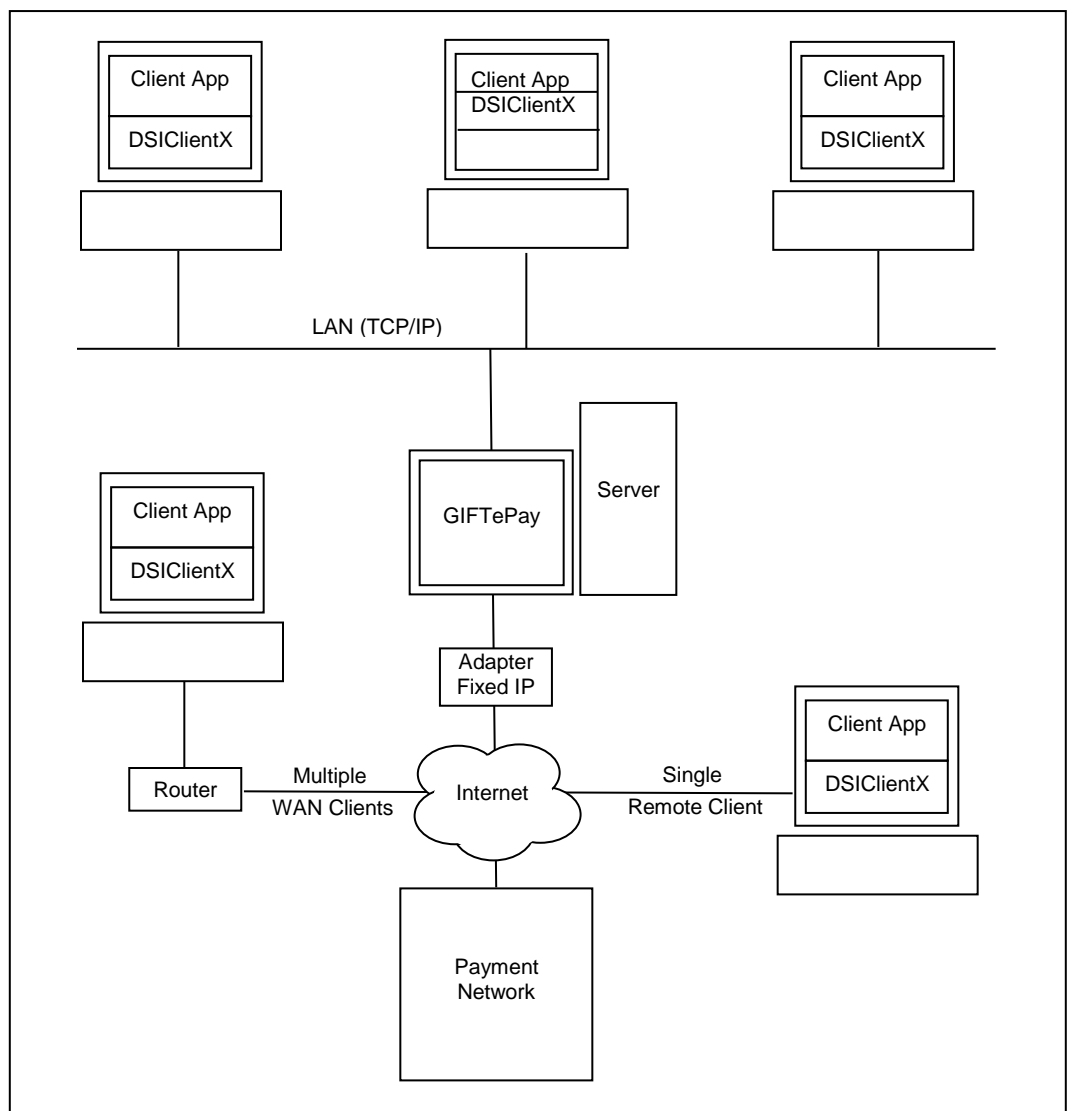 Client App
DSIClientX
Client App
DSIClientX
Client App
DSIClientX
LAN (TCP/IP)
GIFTePay
Server
Client App
DSIClientX
Adapter
Fixed IP
Client App
DSIClientX
Router
Multiple
WAN Clients
Internet
Single
Remote Client
Payment
Network